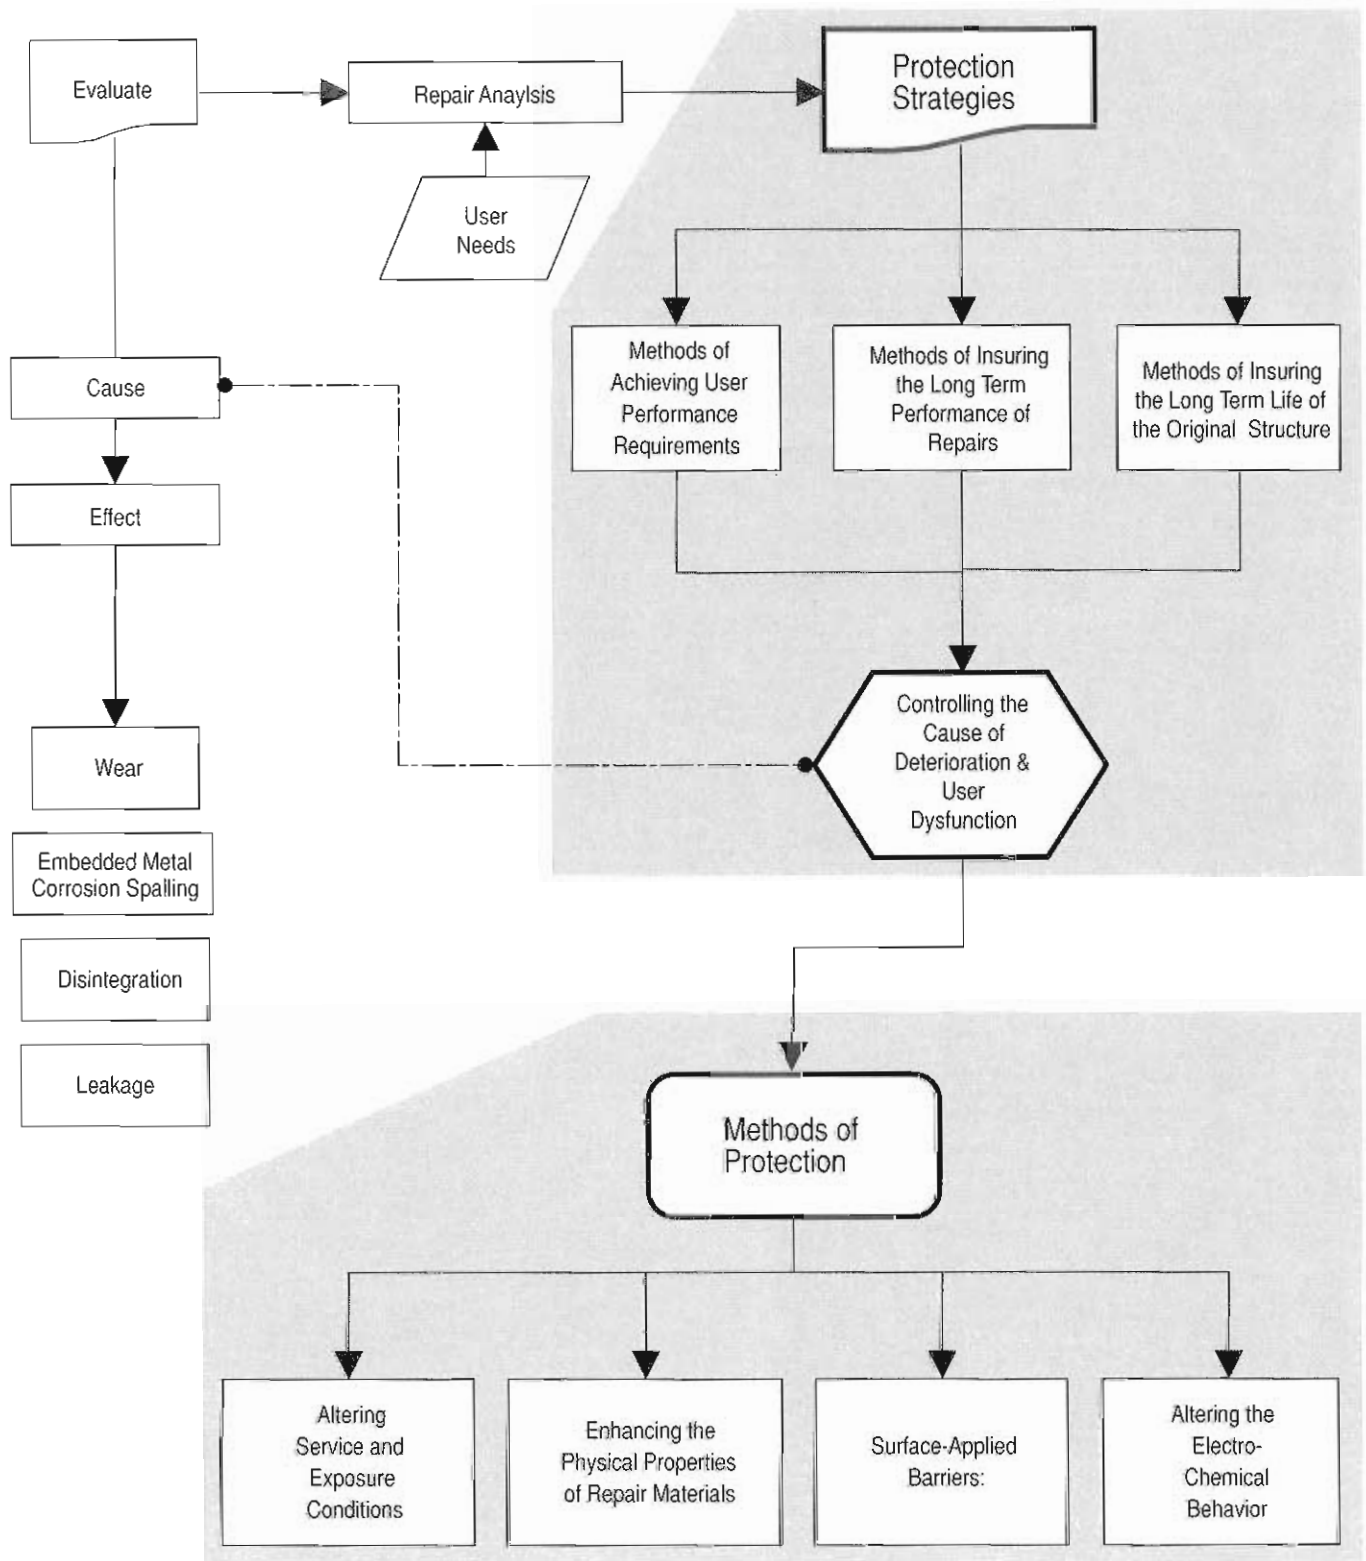 Evaluate
Repair Anaylsis
Protection
Strategies
User
Needs
Methods of
Achieving User
Performance
Requirements
Methods of Insuring
the Long Term
Performance of
Repairs
Methods of Insuring
the Long Term Life of
the Original Structure
Cause
Effect
Wear
Embedded Metal
Corrosion Spalling
Disintegration
Leakage
Controlling the
Cause of
Deterioration &
User
Dysfunction
Methods of
Protection
Altering
Service and
Exposure
Conditions
Enhancing the
Physical Properties
of Repair Materials
Surface-Applied
Barriers:
Altering the
Electro-
Chemical
Behavior